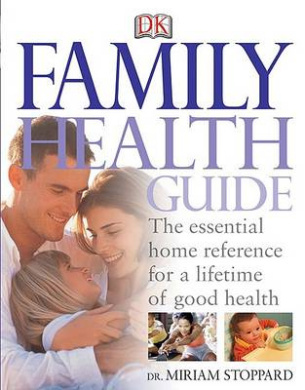 DK
FAMILY
HEALTH
GUIDE
The essential
home reference
for a lifetime
of good health
DR. MIRIAM STOPPARD